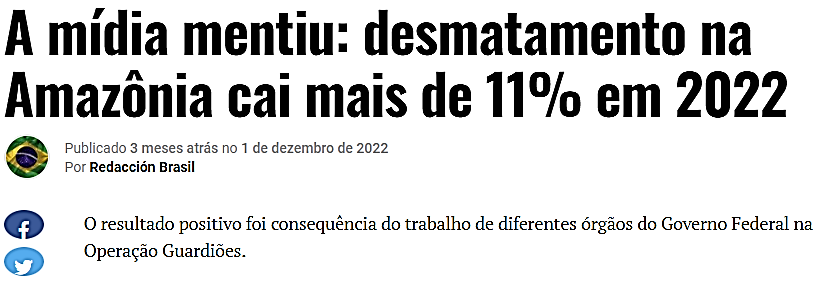 A mídia mentiu: desmatamento na
Amazônia cai mais de 11% em 2022
Publicado 3 meses atrás no 1 de dezembro de 2022
Por Redacción Brasil
O resultado positivo foi consequência do trabalho de diferentes órgãos do Governo Federal na
Operação Guardiões.